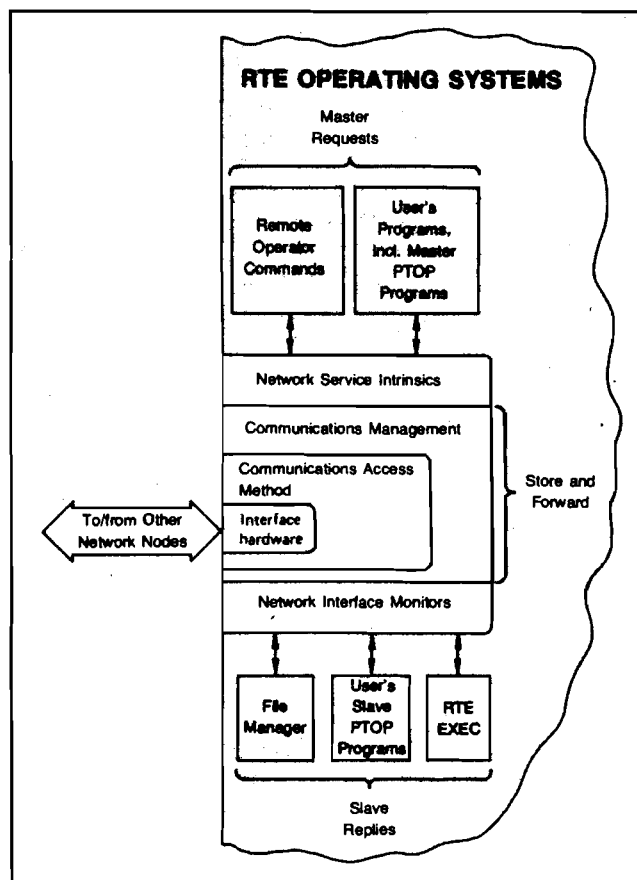 RTE OPERATING SYSTEMS
Master
Requests
Remote
Operator
Commands
User's
Programs,
Incl. Master
PTOP
Programs
Network Service Intrinsics
Communications Management
Communications Access
Method
Interface
hardware
Store and
Forward
To/from Other
Network Nodes
Network Interface Monitors
File
Manager
User's
Slave
PTOP
Programs
RTE
EXEC
Slave
Replies